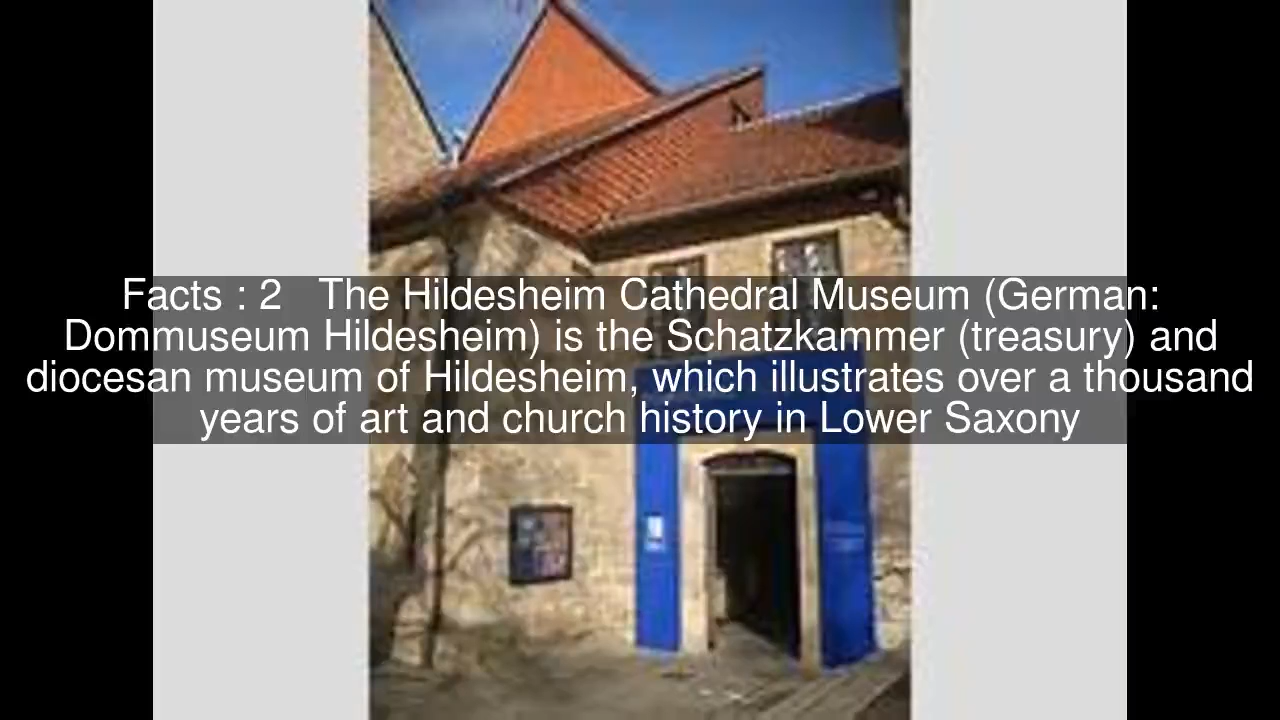 Facts : 2   The Hildesheim Cathedral Museum (German:
Dommuseum Hildesheim) is the Schatzkammer (treasury) and
diocesan museum of Hildesheim, which illustrates over a thousand
years of art and church history in Lower Saxony